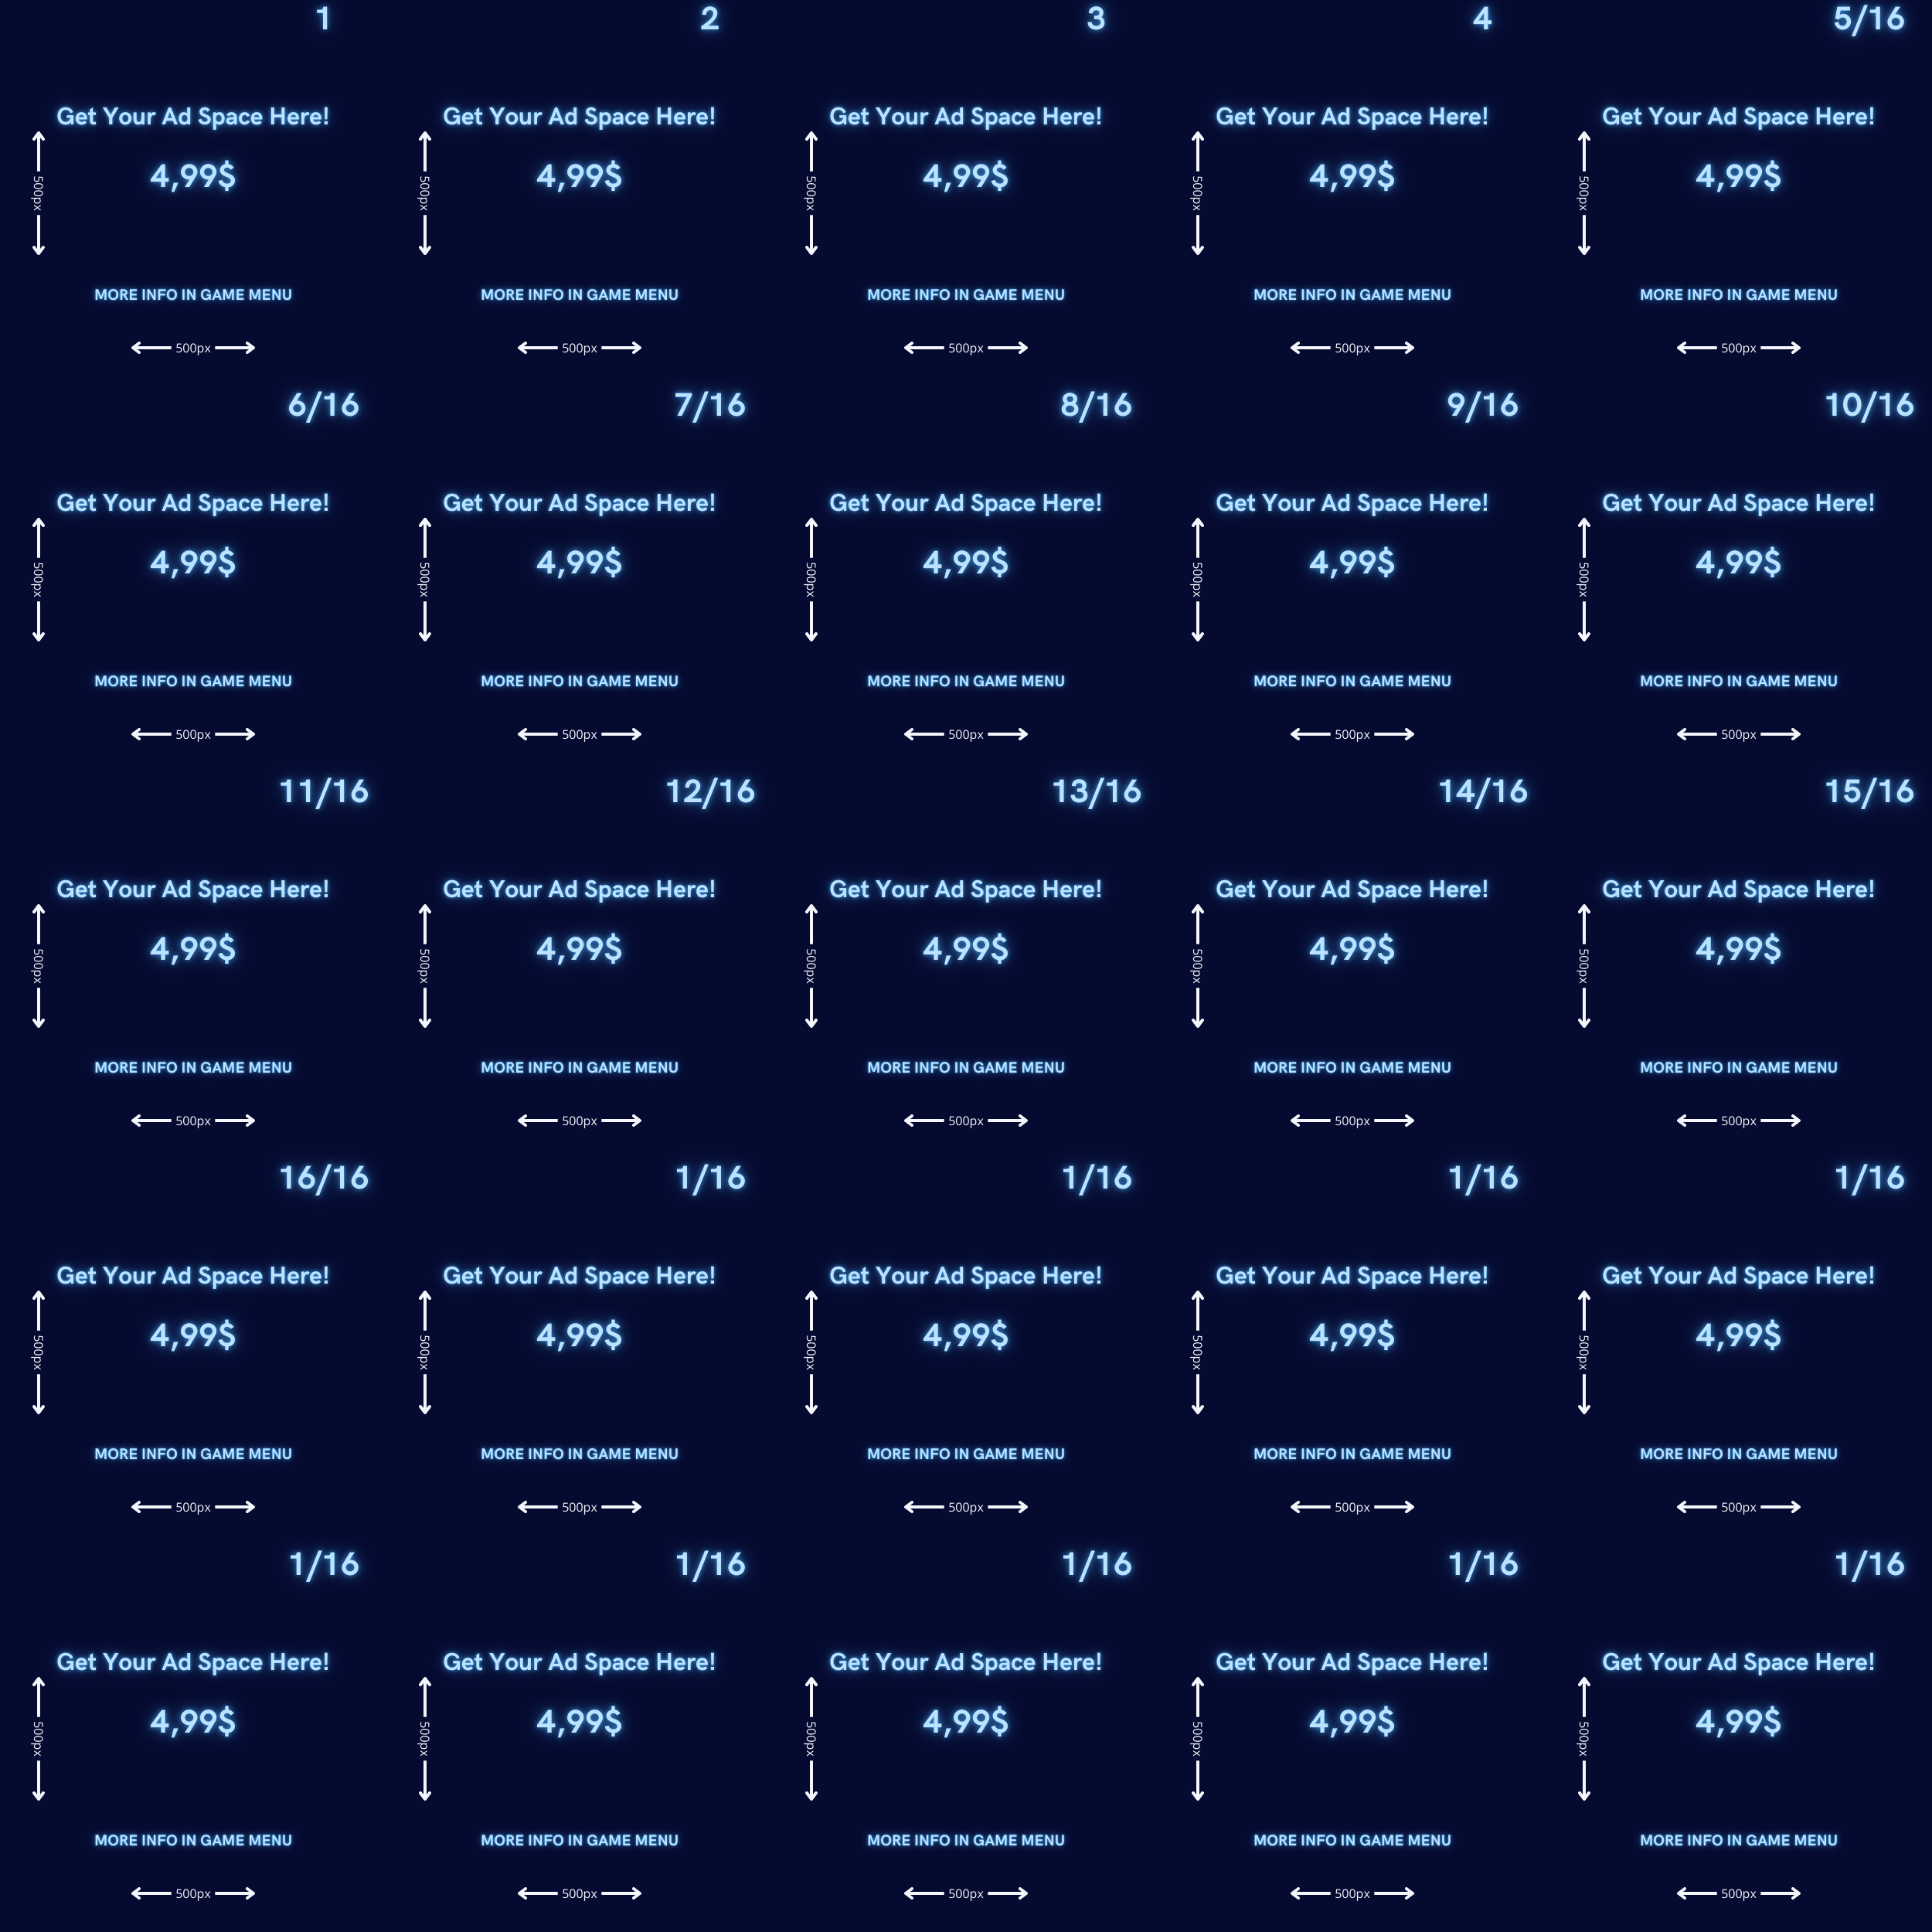 1 2 3 4 5/16
Get Your Ad Space Here! Get Your Ad Space Here! Get Your Ad Space Here! Get Your Ad Space Here! Get Your Ad Space Here!
500px 4,99$ 500px 4,99$ 500px 4,99$ 500px 4,99$ 500px 4,99$
MORE INFO IN GAME MENU MORE INFO IN GAME MENU MORE INFO IN GAME MENU MORE INFO IN GAME MENU MORE INFO IN GAME MENU
500px 500px 500px 500px 500px
6/16 7/16 8/16 9/16 10/16
Get Your Ad Space Here! Get Your Ad Space Here! Get Your Ad Space Here! Get Your Ad Space Here! Get Your Ad Space Here!
500px 4,99$ 500px 4,99$ 500px 4,99$ 500px 4,99$ 500px 4,99$
MORE INFO IN GAME MENU MORE INFO IN GAME MENU MORE INFO IN GAME MENU MORE INFO IN GAME MENU MORE INFO IN GAME MENU
500px 500px 500px 500px 500px
11/16 12/16 13/16 14/16 15/16
Get Your Ad Space Here! Get Your Ad Space Here! Get Your Ad Space Here! Get Your Ad Space Here! Get Your Ad Space Here!
500px 4,99$ 500px 4,99$ 500px 4,99$ 500px 4,99$ 500px 4,99$
MORE INFO IN GAME MENU MORE INFO IN GAME MENU MORE INFO IN GAME MENU MORE INFO IN GAME MENU MORE INFO IN GAME MENU
500px 500px 500px 500px 500px
16/16 1/16 1/16 1/16 1/16
Get Your Ad Space Here! Get Your Ad Space Here! Get Your Ad Space Here! Get Your Ad Space Here! Get Your Ad Space Here!
500px 4,99$ 500px 4,99$ 500px 4,99$ 500px 4,99$ 500px 4,99$
MORE INFO IN GAME MENU MORE INFO IN GAME MENU MORE INFO IN GAME MENU MORE INFO IN GAME MENU MORE INFO IN GAME MENU
500px 500px 500px 500px 500px
1/16 1/16 1/16 1/16 1/16
Get Your Ad Space Here! Get Your Ad Space Here! Get Your Ad Space Here! Get Your Ad Space Here! Get Your Ad Space Here!
500px 4,99$ 500px 4,99$ 500px 4,99$ 500px 4,99$ 500px 4,99$
MORE INFO IN GAME MENU MORE INFO IN GAME MENU MORE INFO IN GAME MENU MORE INFO IN GAME MENU MORE INFO IN GAME MENU
500px 500px 500px 500px 500px